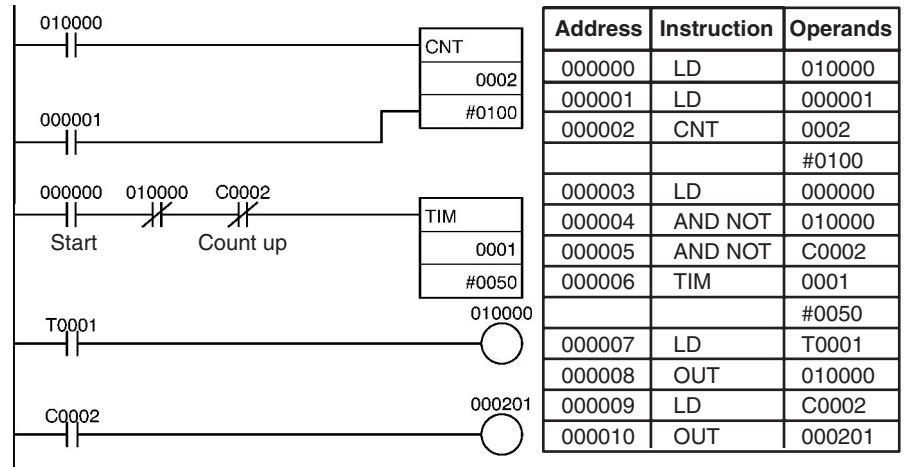 010000
CNT
0002
#0100
000001
000000 010000 C0002
Start Count up
TIM
0001
#0050
T0001
010000
C0002
000201
Address Instruction Operands
000000 LD 010000
000001 LD 000001
000002 CNT 0002
#0100
000003 LD 000000
000004 AND NOT 010000
000005 AND NOT C0002
000006 TIM 0001
#0050
000007 LD T0001
000008 OUT 010000
000009 LD C0002
000010 OUT 000201